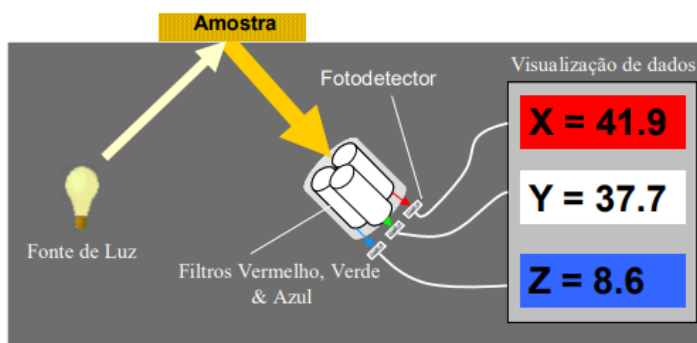 Amostra
Fotodetector
Visualização de dados
X = 41.9
Y = 37.7
Z = 8.6
Fonte de Luz
Filtros Vermelho, Verde
& Azul